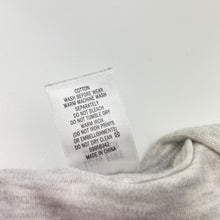 COTTON
WASH BEFORE WEAR
WARM MACHINE WASH
SEPARATELY
DO NOT BLEACH
DO NOT TUMBLE DRY
WARM IRON
(DO NOT IRON PRINTS
OR EMBELLISHMENTS)
DO NOT DRY CLEAN
MADE IN CHINA